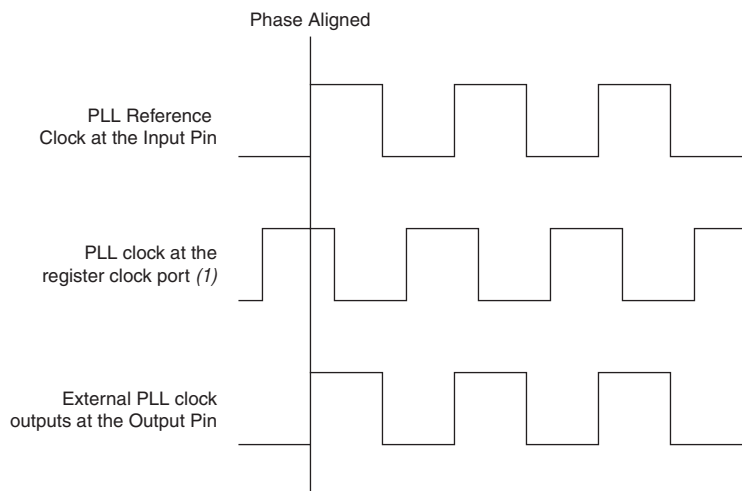 Phase Aligned
PLL Reference
Clock at the Input Pin
PLL clock at the
register clock port (1)
External PLL clock
outputs at the Output Pin